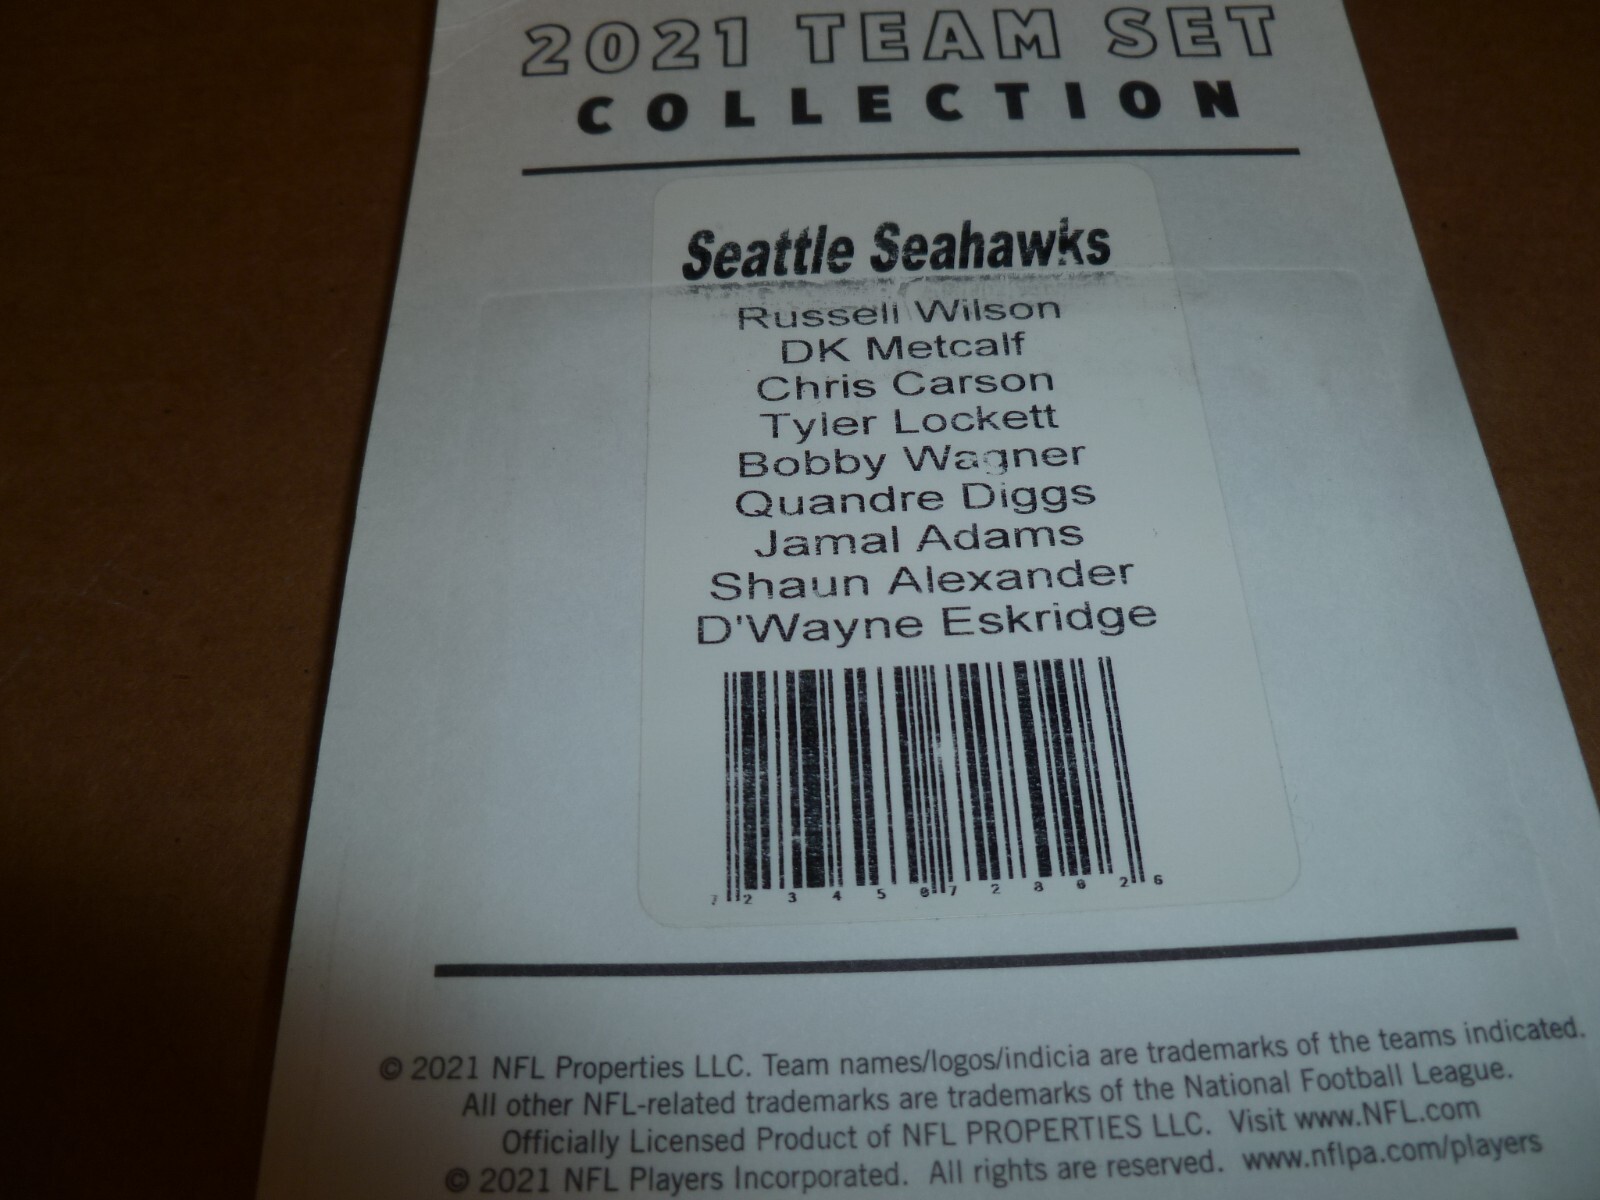 2021 TEAM SET
COLLECTION
Seattle Seahawks
Russell Wilson
DK Metcalf
Chris Carson
Tyler Lockett
Bobby Wagner
Quandre Diggs
Jamal Adams
Shaun Alexander
D'Wayne Eskridge
7 2 3 4 5 0 7 2 8 0 2 6
© 2021 NFL Properties LLC. Team names/logos/indicia are trademarks of the teams indicated.
All other NFL-related trademarks are trademarks of the National Football League.
Officially Licensed Product of NFL PROPERTIES LLC. Visit www.NFL.com
© 2021 NFL Players Incorporated. All rights are reserved. www.nflpa.com/players